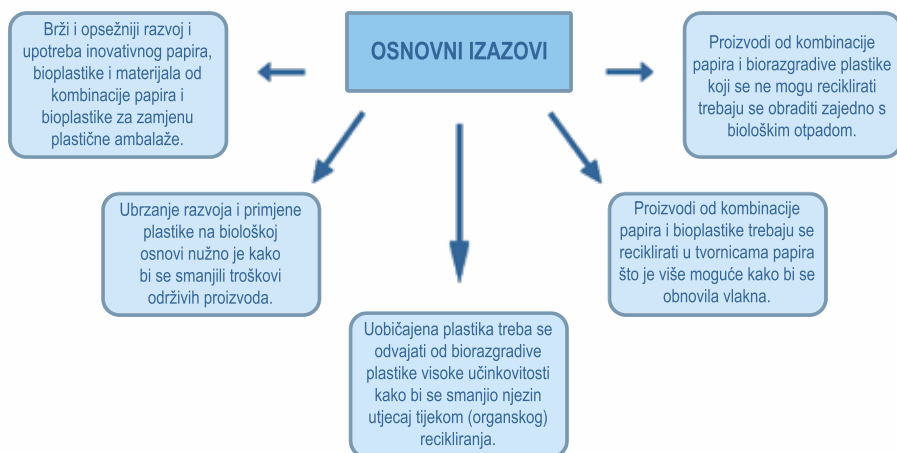 OSNOVNI IZAZOVI
Brži i opsežniji razvoj i
upotreba inovativnog papira,
bioplastike i materijala od
kombinacije papira i
bioplastike za zamjenu
plastične ambalaže.
Proizvodi od kombinacije
papira i biorazgradive plastike
koji se ne mogu reciklirati
trebaju se obraditi zajedno s
biološkim otpadom.
Ubrzanje razvoja i primjene
plastike na biološkoj
osnovi nužno je kako
bi se smanjili troškovi
održivih proizvoda.
Proizvodi od kombinacije
papira i bioplastike trebaju se
reciklirati u tvornicama papira
što je više moguće kako bi se
obnovila vlakna.
Uobičajena plastika treba se
odvajati od biorazgradive
plastike visoke učinkovitosti
kako bi se smanjio njezin
utjecaj tijekom (organskog)
recikliranja.